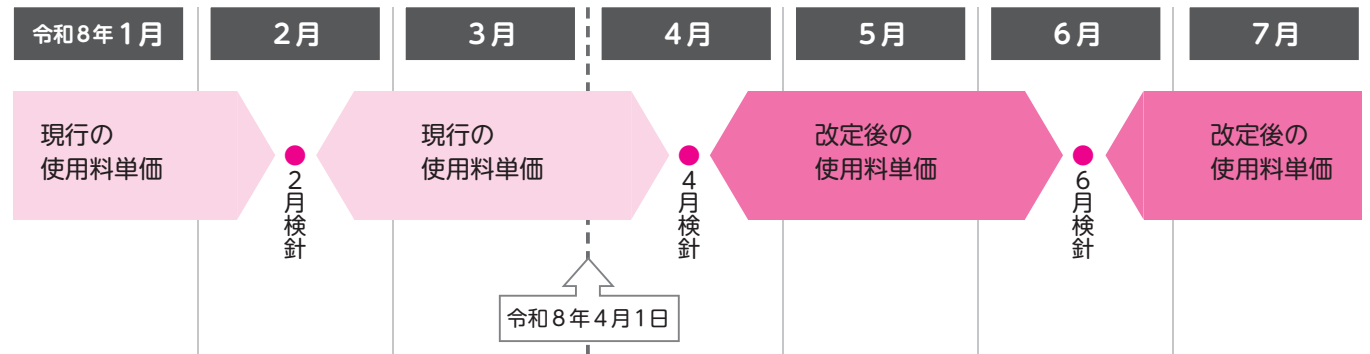 令和8年1月
2月
3月
4月
5月
6月
7月
現行の
使用料単価
2月検針
現行の
使用料単価
4月検針
改定後の
使用料単価
6月検針
改定後の
使用料単価
令和8年4月1日